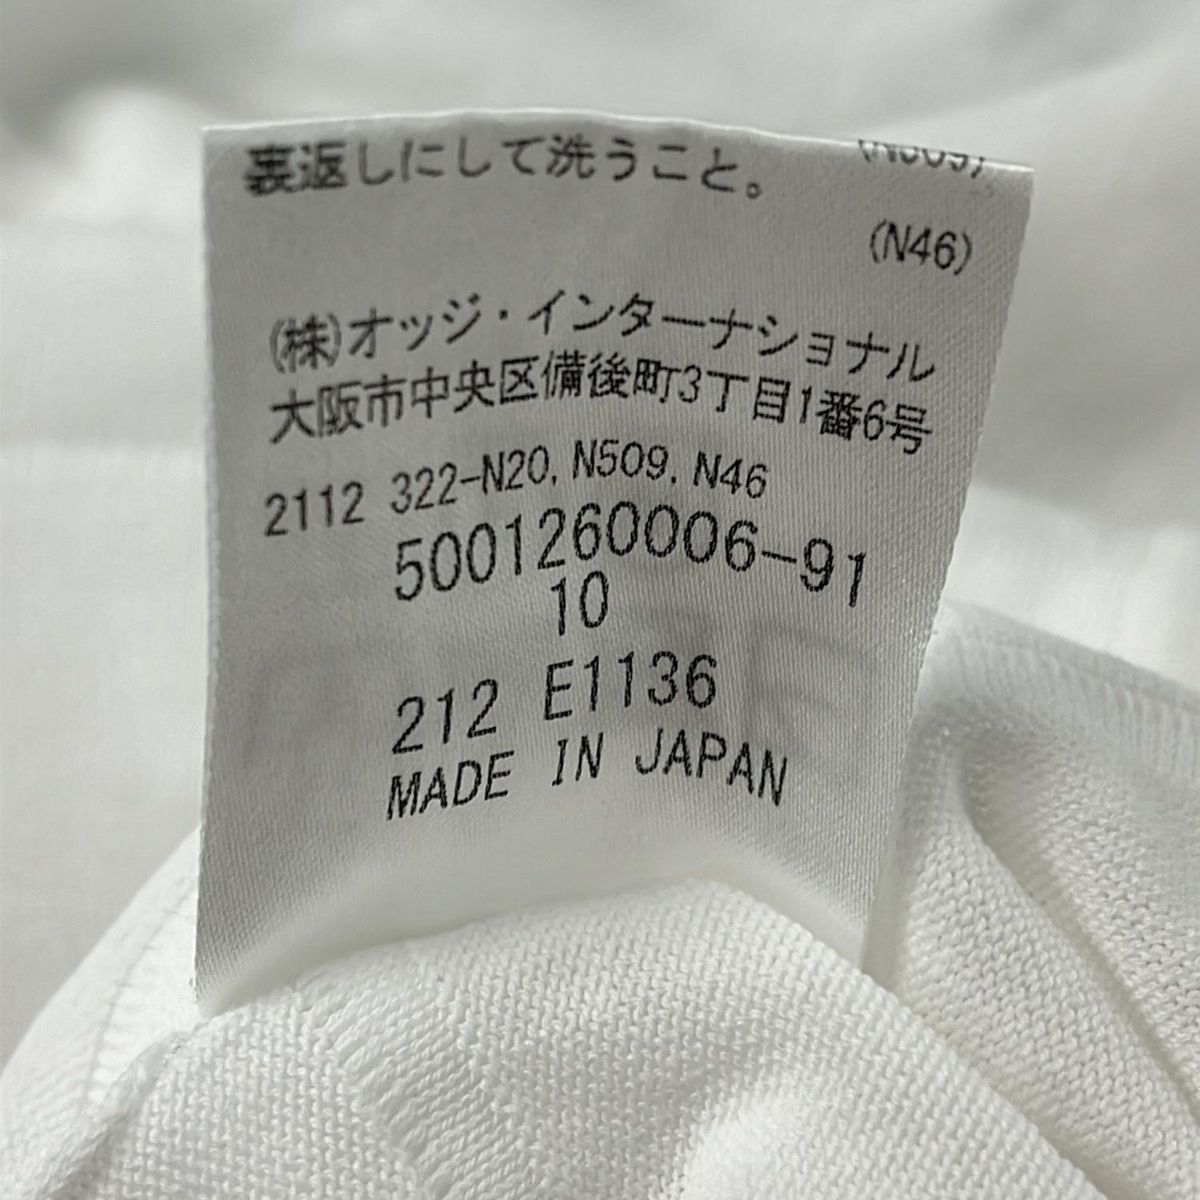 裏返しにして洗うこと。
(N509)
(N46)
(株)オッジ・インターナショナル
大阪市中央区備後町3丁目1番6号
2112 322-N20, N509, N46
5001260006-91
10
212 E1136
MADE IN JAPAN